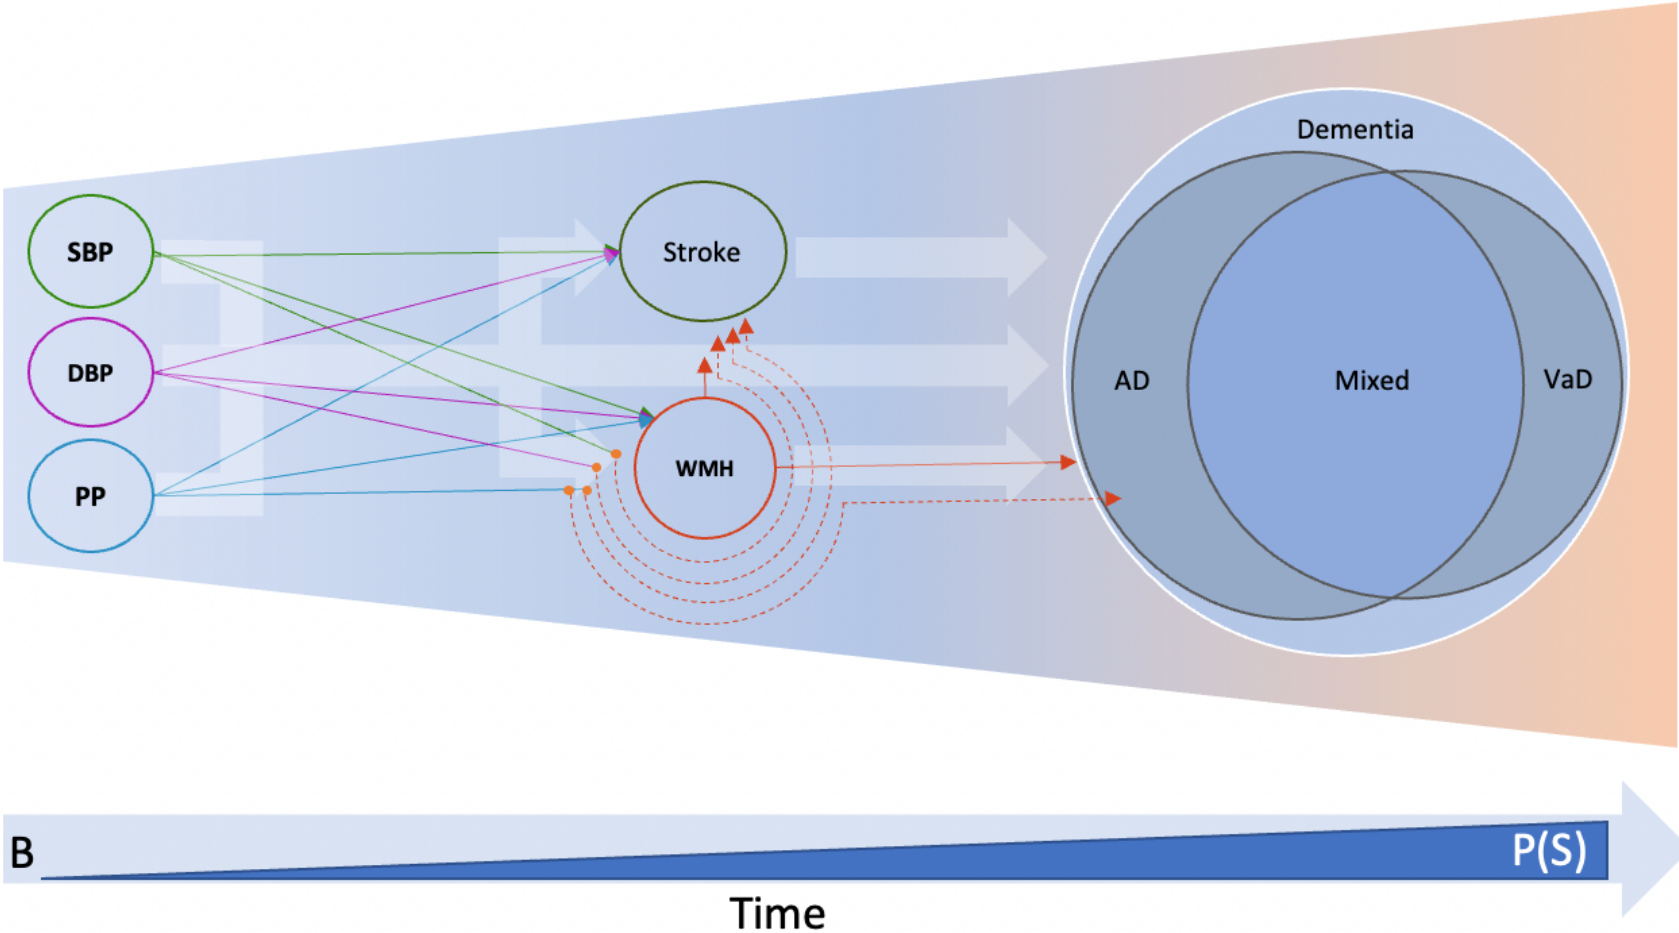 Dementia
SBP
Stroke
DBP
AD
Mixed
VaD
WMH
PP
B
P(S)
Time